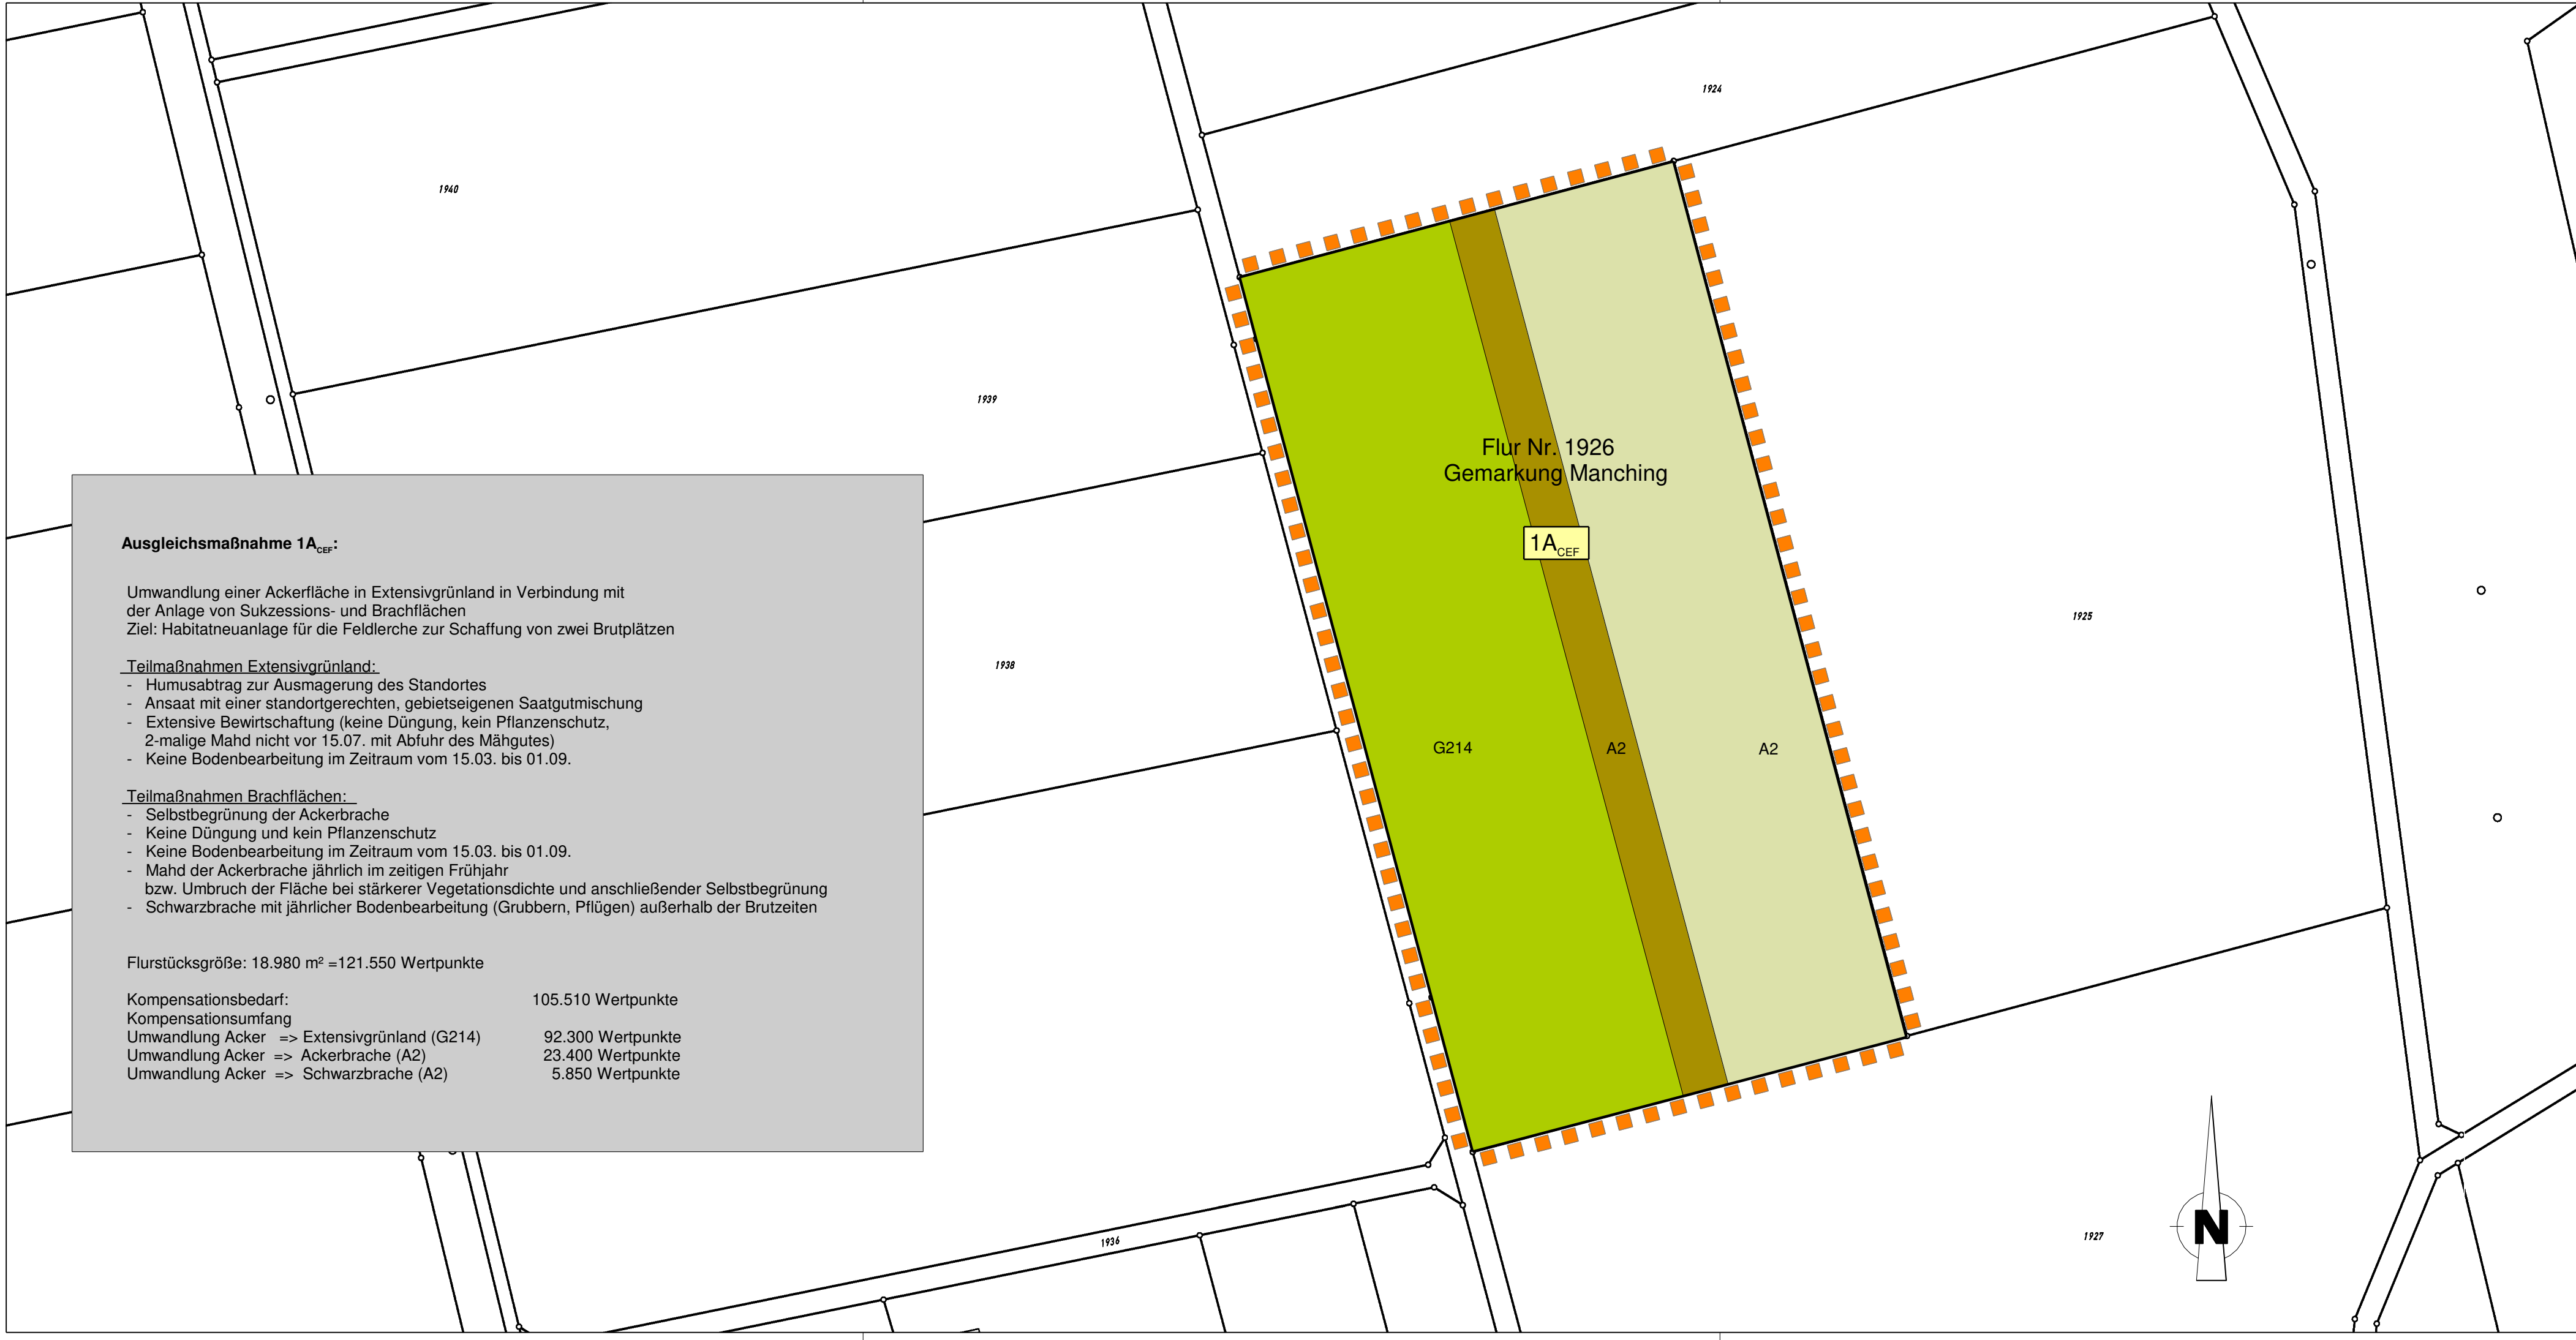 1924
1940
1939
Flur Nr. 1926
Gemarkung Manching
1A CEF
1925
1938
G214
A2
A2
Ausgleichsmaßnahme 1A CEF:
Umwandlung einer Ackerfläche in Extensivgrünland in Verbindung mit
der Anlage von Sukzessions- und Brachflächen
Ziel: Habitatneuanlage für die Feldlerche zur Schaffung von zwei Brutplätzen
Teilmaßnahmen Extensivgrünland:
- Humusabtrag zur Ausmagerung des Standortes
- Ansaat mit einer standortgerechten, gebietseigenen Saatgutmischung
- Extensive Bewirtschaftung (keine Düngung, kein Pflanzenschutz,
2-malige Mahd nicht vor 15.07. mit Abfuhr des Mähgutes)
- Keine Bodenbearbeitung im Zeitraum vom 15.03. bis 01.09.
Teilmaßnahmen Brachflächen:
- Selbstbegrünung der Ackerbrache
- Keine Düngung und kein Pflanzenschutz
- Keine Bodenbearbeitung im Zeitraum vom 15.03. bis 01.09.
- Mahd der Ackerbrache jährlich im zeitigen Frühjahr
bzw. Umbruch der Fläche bei stärkerer Vegetationsdichte und anschließender Selbstbegrünung
- Schwarzbrache mit jährlicher Bodenbearbeitung (Grubbern, Pflügen) außerhalb der Brutzeiten
Flurstücksgröße: 18.980 m² =121.550 Wertpunkte
Kompensationsbedarf: 105.510 Wertpunkte
Kompensationsumfang
Umwandlung Acker => Extensivgrünland (G214) 92.300 Wertpunkte
Umwandlung Acker => Ackerbrache (A2) 23.400 Wertpunkte
Umwandlung Acker => Schwarzbrache (A2) 5.850 Wertpunkte
1936
1927
N